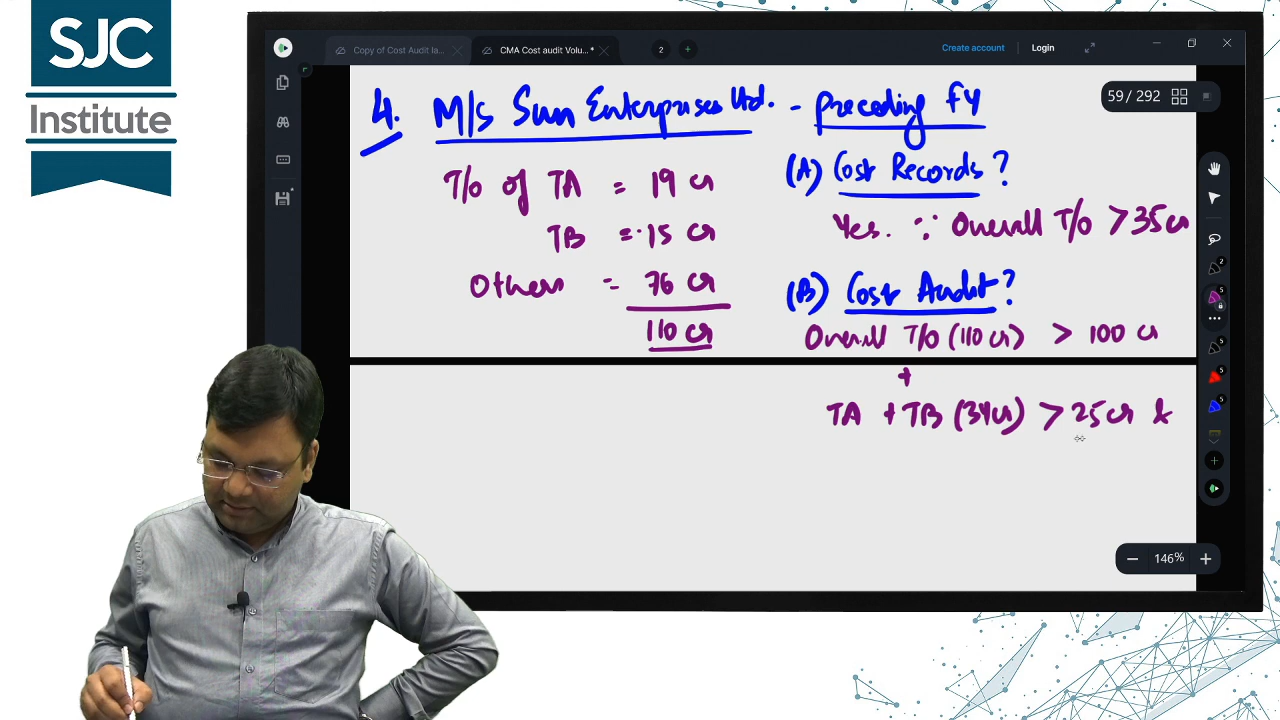 SJC
Institute
Copy of Cost Audit la...
CMA Cost audit Volu...*
2
Create account
Login
59 / 292
4. M/s Sun Enterprises Ltd. - preceding FY
T/o of TA = 19 cr
TB = 15 cr
Others = 76 cr
110 cr
(A) Cost Records?
Yes. ∵ Overall T/O > 35 cr
(B) Cost Audit?
Overall T/O (110 cr) > 100 cr
+
TA + TB (34 cr) > 25 cr &
146%